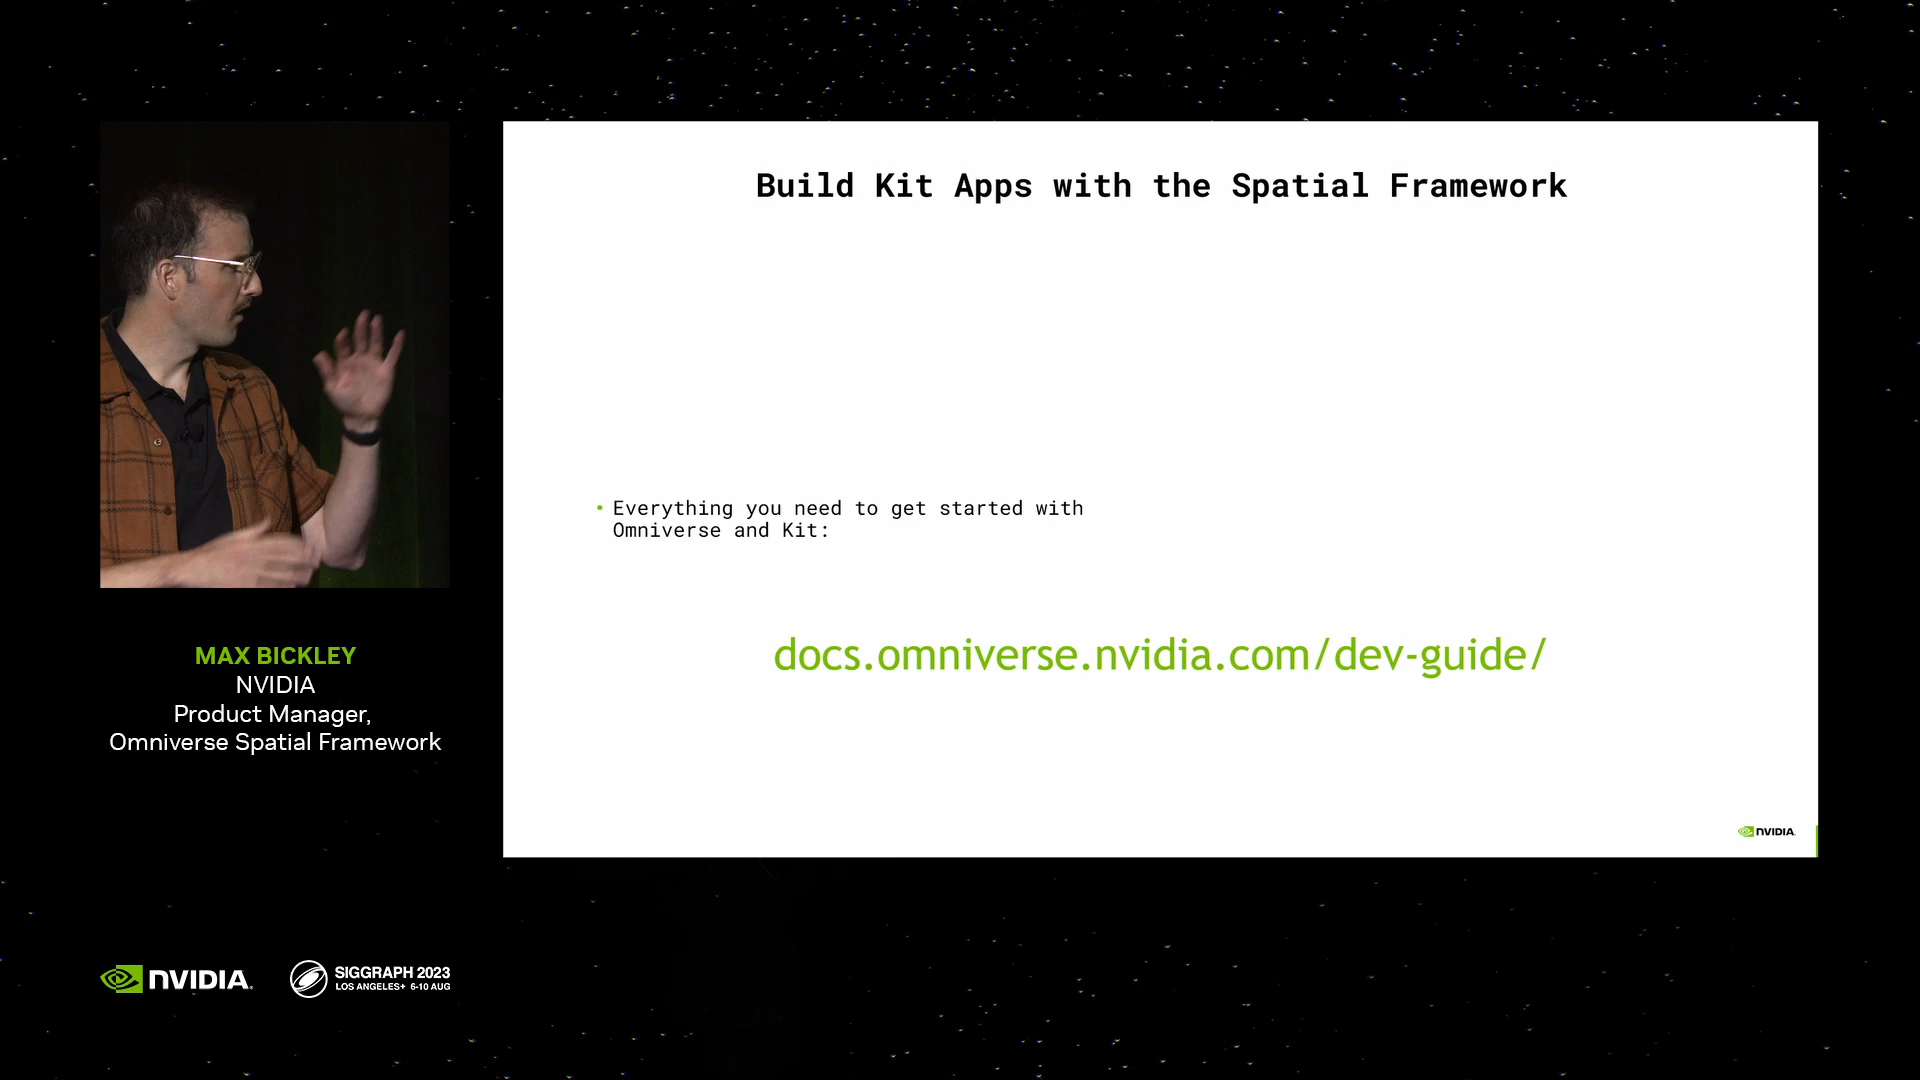 Build Kit Apps with the Spatial Framework
• Everything you need to get started with
Omniverse and Kit:
docs.omniverse.nvidia.com/dev-guide/
NVIDIA.
MAX BICKLEY
NVIDIA
Product Manager,
Omniverse Spatial Framework
NVIDIA.
SIGGRAPH 2023
LOS ANGELES+ 6-10 AUG